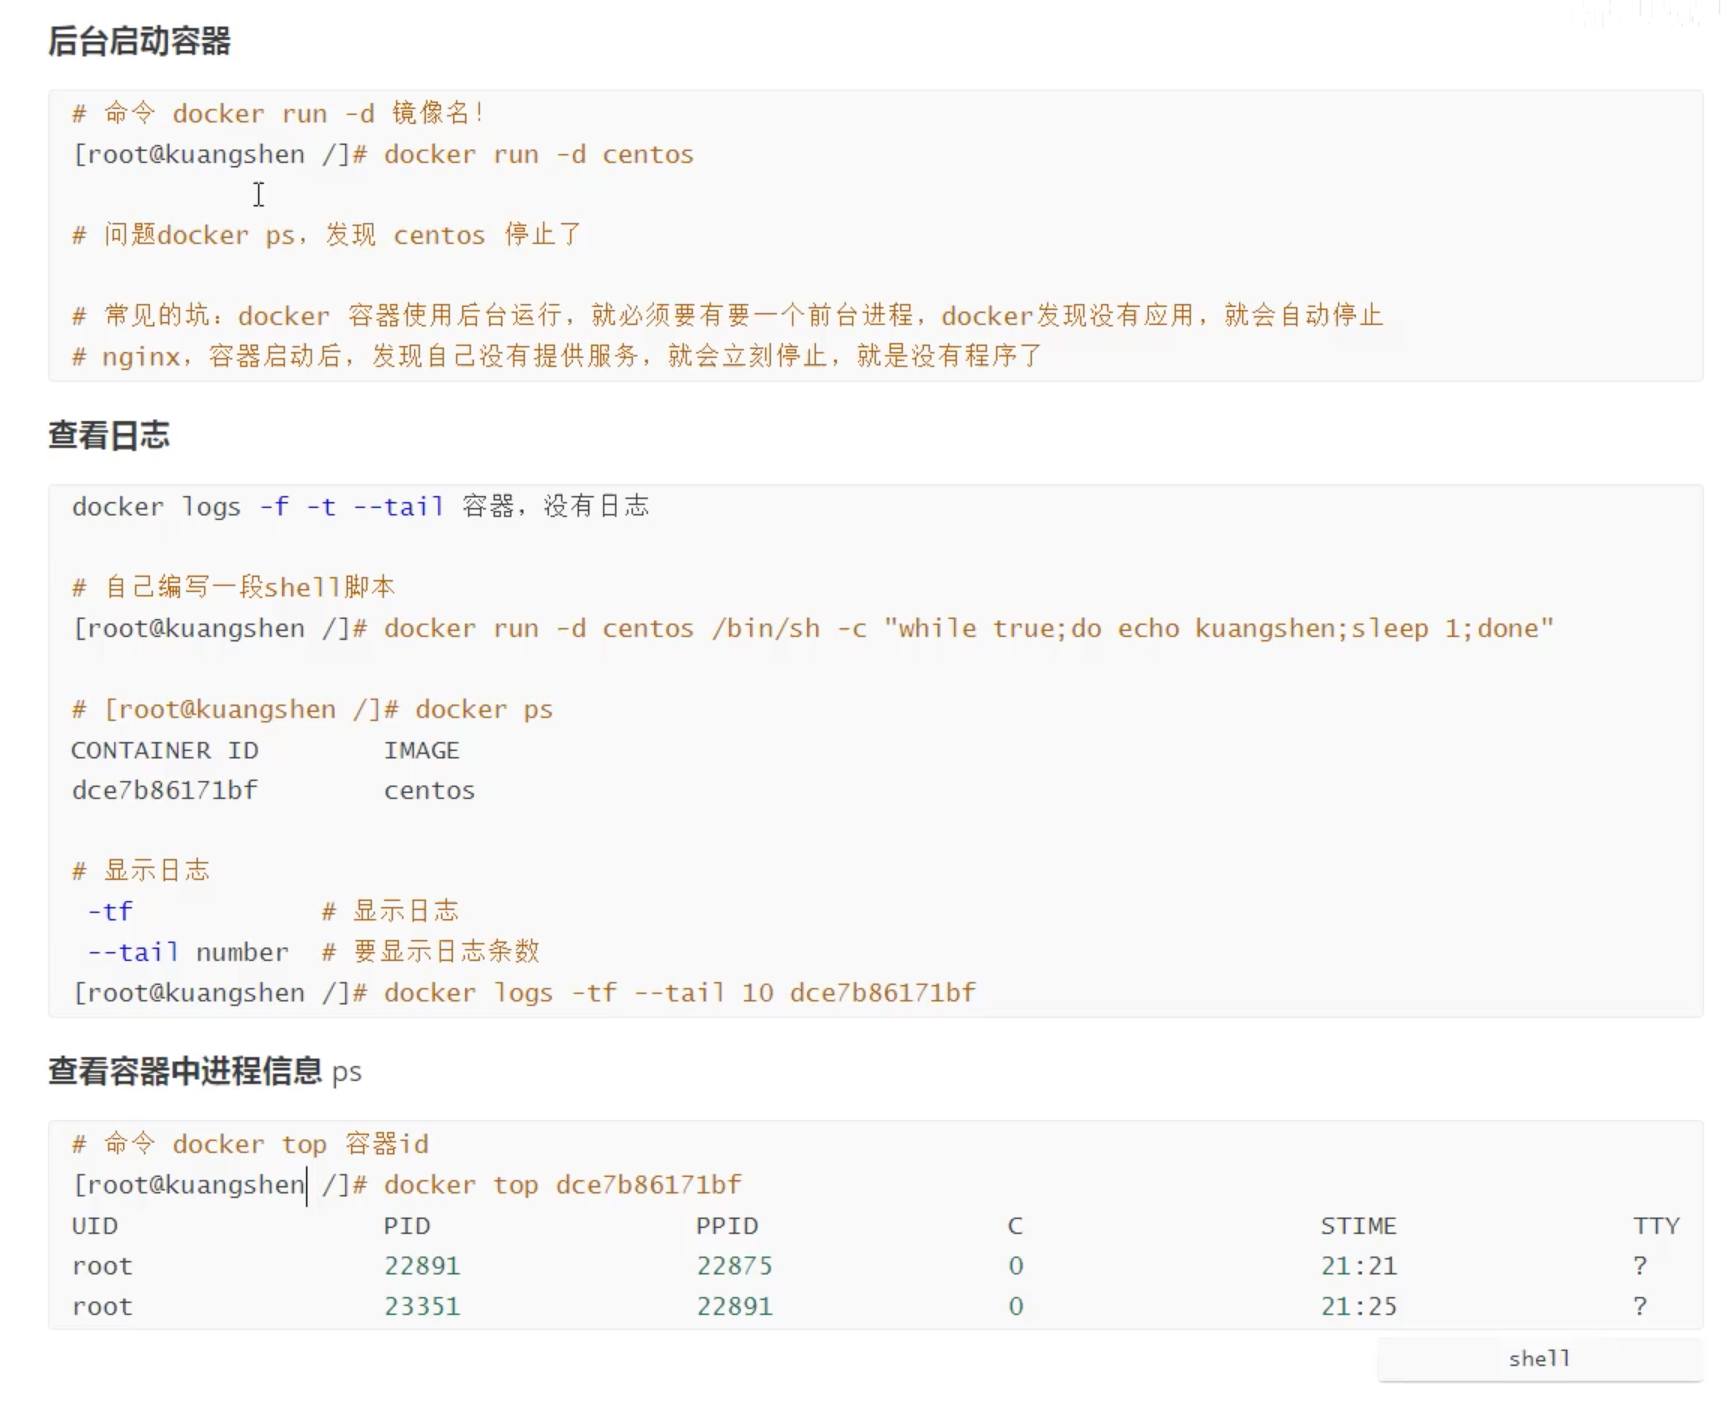 后台启动容器
# 命令 docker run -d 镜像名！
[root@kuangshen /]# docker run -d centos
# 问题docker ps，发现 centos 停止了
# 常见的坑：docker 容器使用后台运行，就必须要有要一个前台进程，docker发现没有应用，就会自动停止
# nginx，容器启动后，发现自己没有提供服务，就会立刻停止，就是没有程序了
查看日志
docker logs -f -t --tail 容器，没有日志
# 自己编写一段shell脚本
[root@kuangshen /]# docker run -d centos /bin/sh -c "while true;do echo kuangshen;sleep 1;done"
# [root@kuangshen /]# docker ps
CONTAINER ID        IMAGE
dce7b86171bf        centos
# 显示日志
 -tf            # 显示日志
 --tail number  # 要显示日志条数
[root@kuangshen /]# docker logs -tf --tail 10 dce7b86171bf
查看容器中进程信息 ps
# 命令 docker top 容器id
[root@kuangshen /]# docker top dce7b86171bf
UID                 PID                 PPID                C                   STIME               TTY
root                22891               22875               0                   21:21               ?
root                23351               22891               0                   21:25               ?
shell